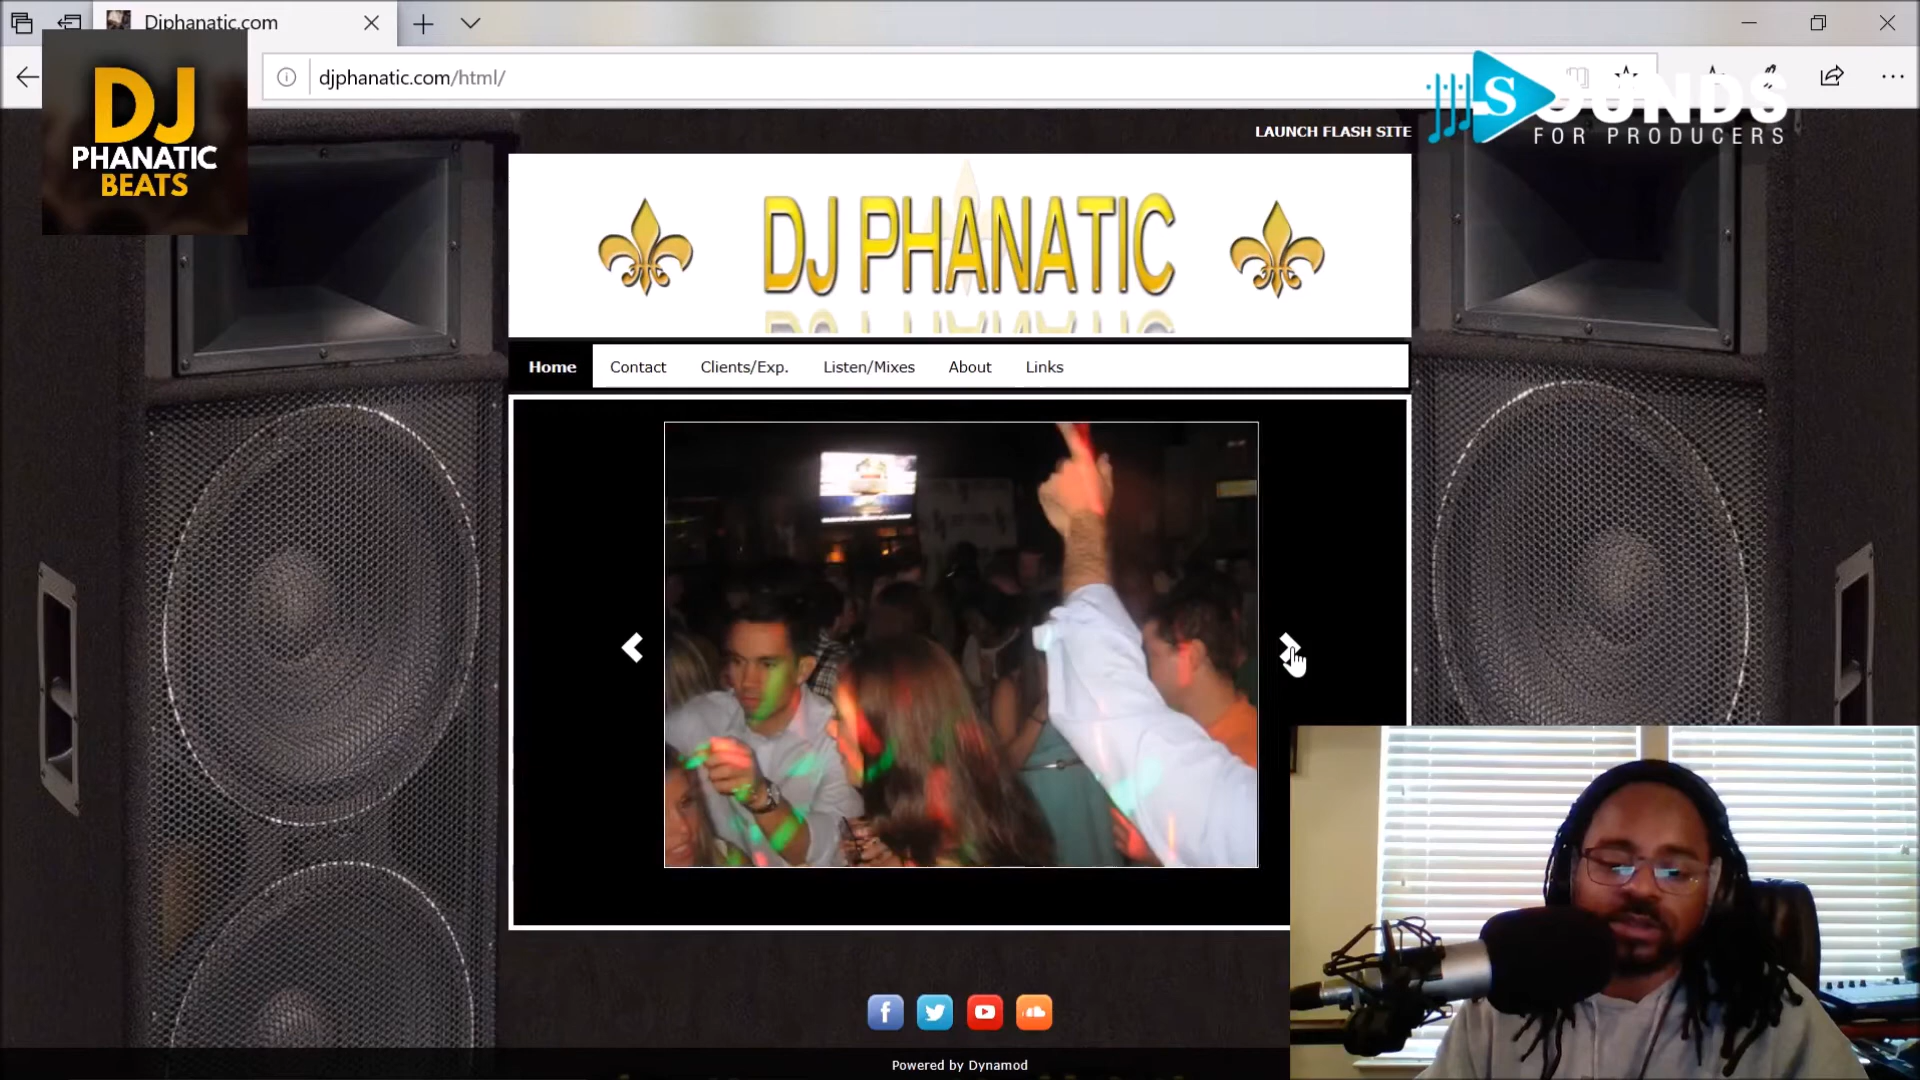 Djphanatic.com
djphanatic.com/html/
DJ
PHANATIC
BEATS
SOUNDS
FOR PRODUCERS
LAUNCH FLASH SITE
DJ PHANATIC
Home Contact Clients/Exp. Listen/Mixes About Links
Powered by Dynamod